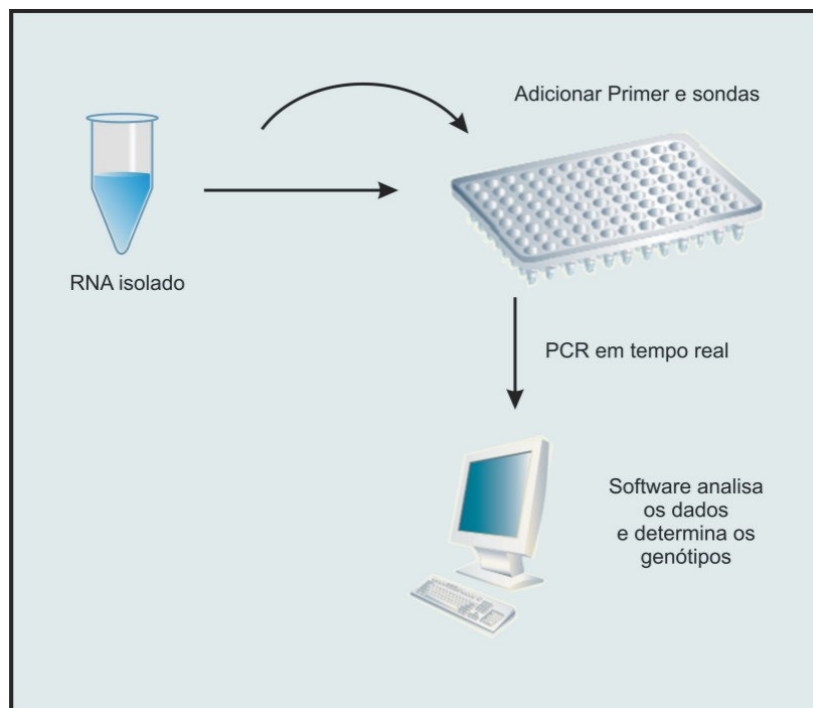 Adicionar Primer e sondas
RNA isolado
PCR em tempo real
Software analisa
os dados
e determina os
genótipos